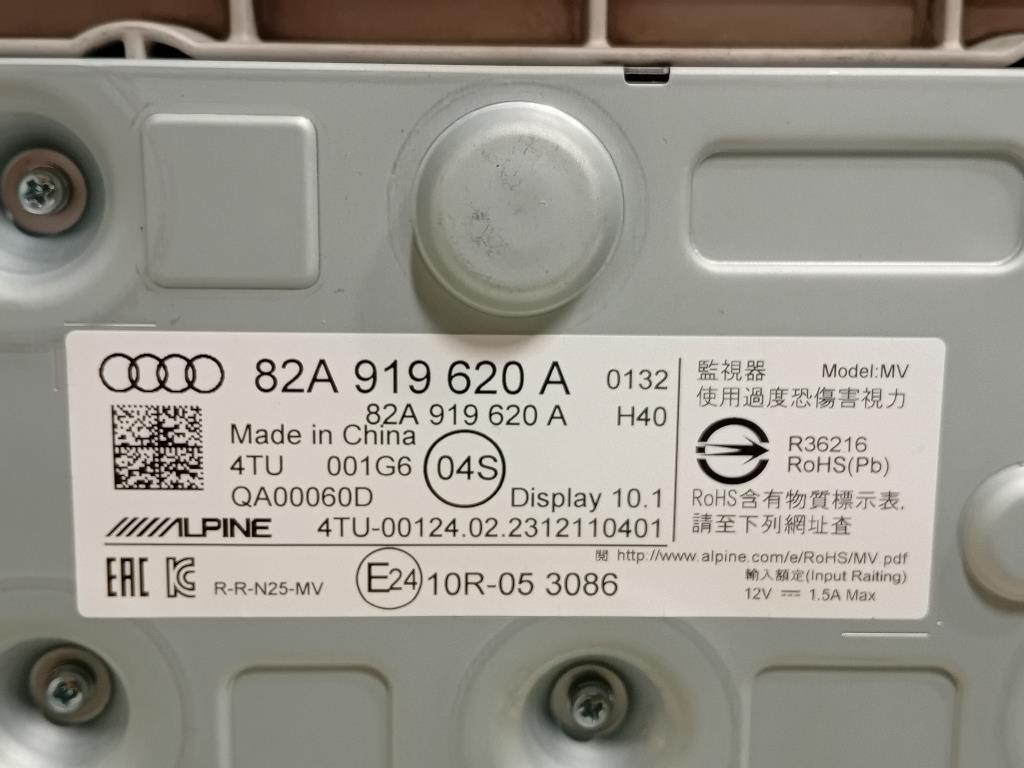 82A 919 620 A 0132
82A 919 620 A H40
Made in China
4TU 001G6 04S
QA00060D Display 10.1
ALPINE 4TU-00124.02.2312110401
監視器 Model:MV
使用過度恐傷害視力
R36216
RoHS(Pb)
RoHS含有物質標示表,
請至下列網址查
閱 http://www.alpine.com/e/RoHS/MV.pdf
輸入額定(Input Raiting)
12V ⎓ 1.5A Max
EAC KC R-R-N25-MV E24 10R-05 3086